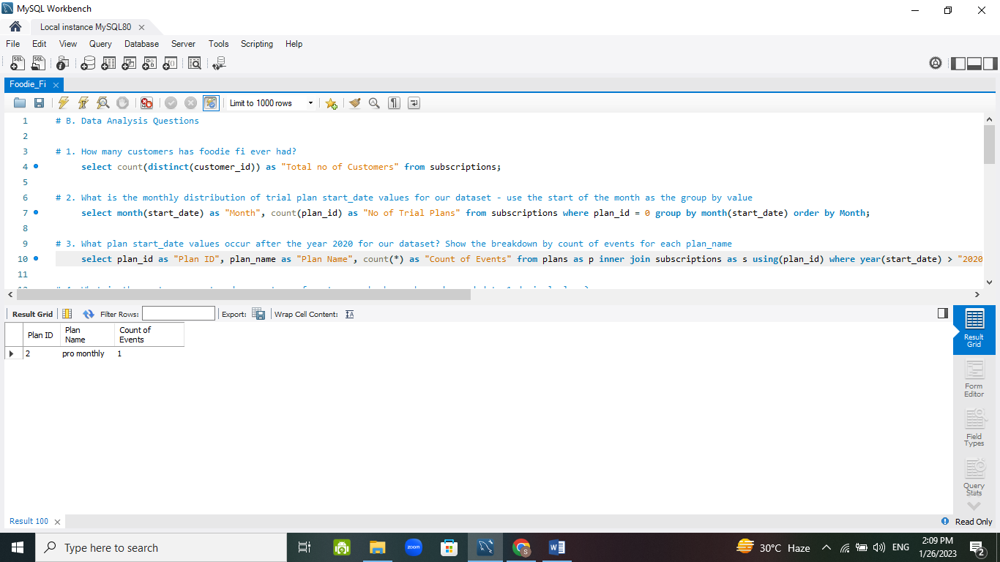 MySQL Workbench
Local instance MySQL80
File Edit View Query Database Server Tools Scripting Help
Foodie_Fi
Limit to 1000 rows
1 # B. Data Analysis Questions
2
3 # 1. How many customers has foodie fi ever had?
4 select count(distinct(customer_id)) as "Total no of Customers" from subscriptions;
5
6 # 2. What is the monthly distribution of trial plan start_date values for our dataset - use the start of the month as the group by value
7 select month(start_date) as "Month", count(plan_id) as "No of Trial Plans" from subscriptions where plan_id = 0 group by month(start_date) order by Month;
8
9 # 3. What plan start_date values occur after the year 2020 for our dataset? Show the breakdown by count of events for each plan_name
10 select plan_id as "Plan ID", plan_name as "Plan Name", count(*) as "Count of Events" from plans as p inner join subscriptions as s using(plan_id) where year(start_date) > "2020
11
Result Grid Filter Rows: Export: Wrap Cell Content:
Plan ID Plan Name Count of Events
2 pro monthly 1
Result Grid
Form Editor
Field Types
Query Stats
Result 100
Read Only
Type here to search
zoom
S
30°C Haze
ENG
2:09 PM
1/26/2023
2